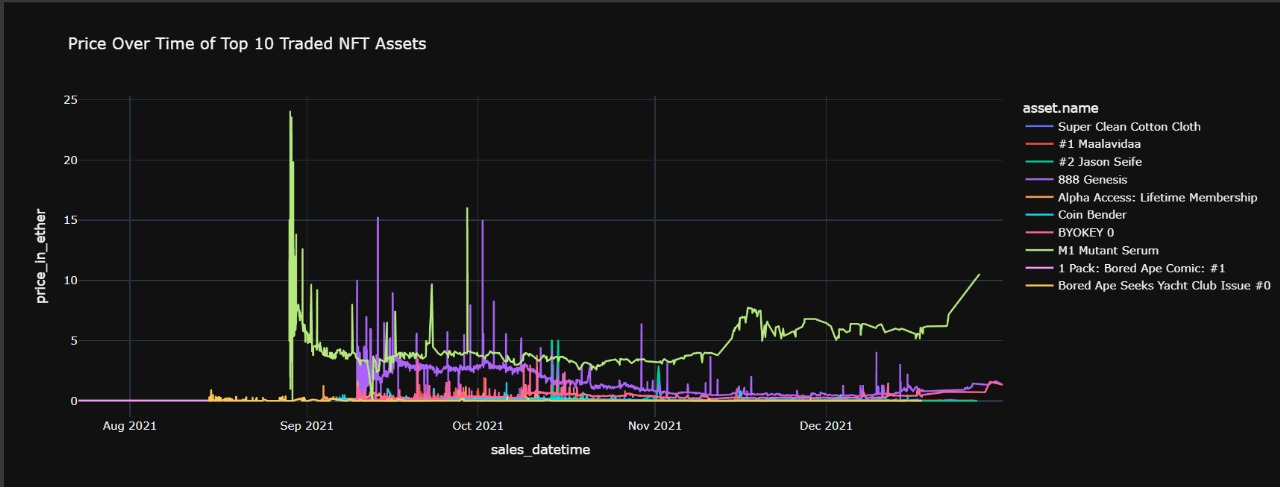 Price Over Time of Top 10 Traded NFT Assets
25
20
15
10
5
0
price_in_ether
Aug 2021
Sep 2021
Oct 2021
Nov 2021
Dec 2021
sales_datetime
asset.name
Super Clean Cotton Cloth
#1 Maalavidaa
#2 Jason Seife
888 Genesis
Alpha Access: Lifetime Membership
Coin Bender
BYOKEY 0
M1 Mutant Serum
1 Pack: Bored Ape Comic: #1
Bored Ape Seeks Yacht Club Issue #0